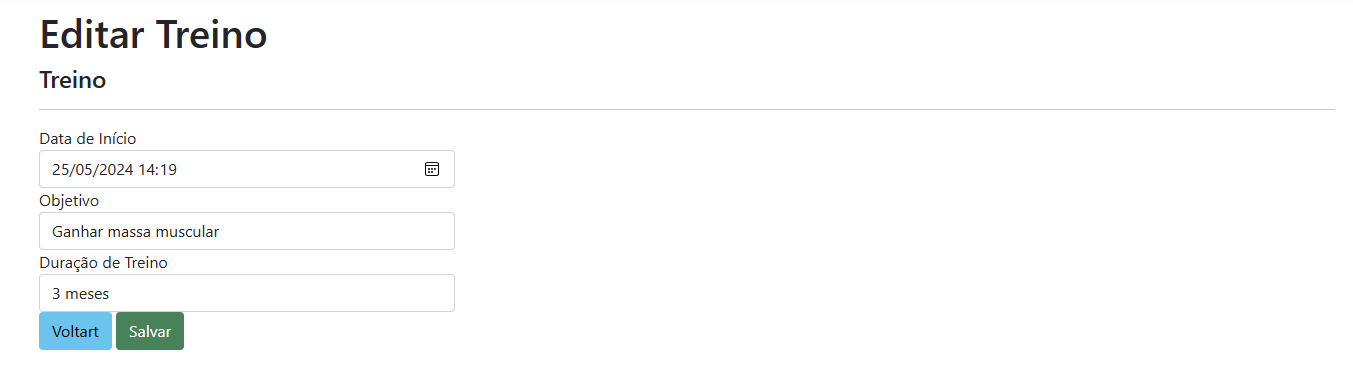 Editar Treino
Treino
Data de Início
25/05/2024 14:19
Objetivo
Ganhar massa muscular
Duração de Treino
3 meses
Voltart Salvar